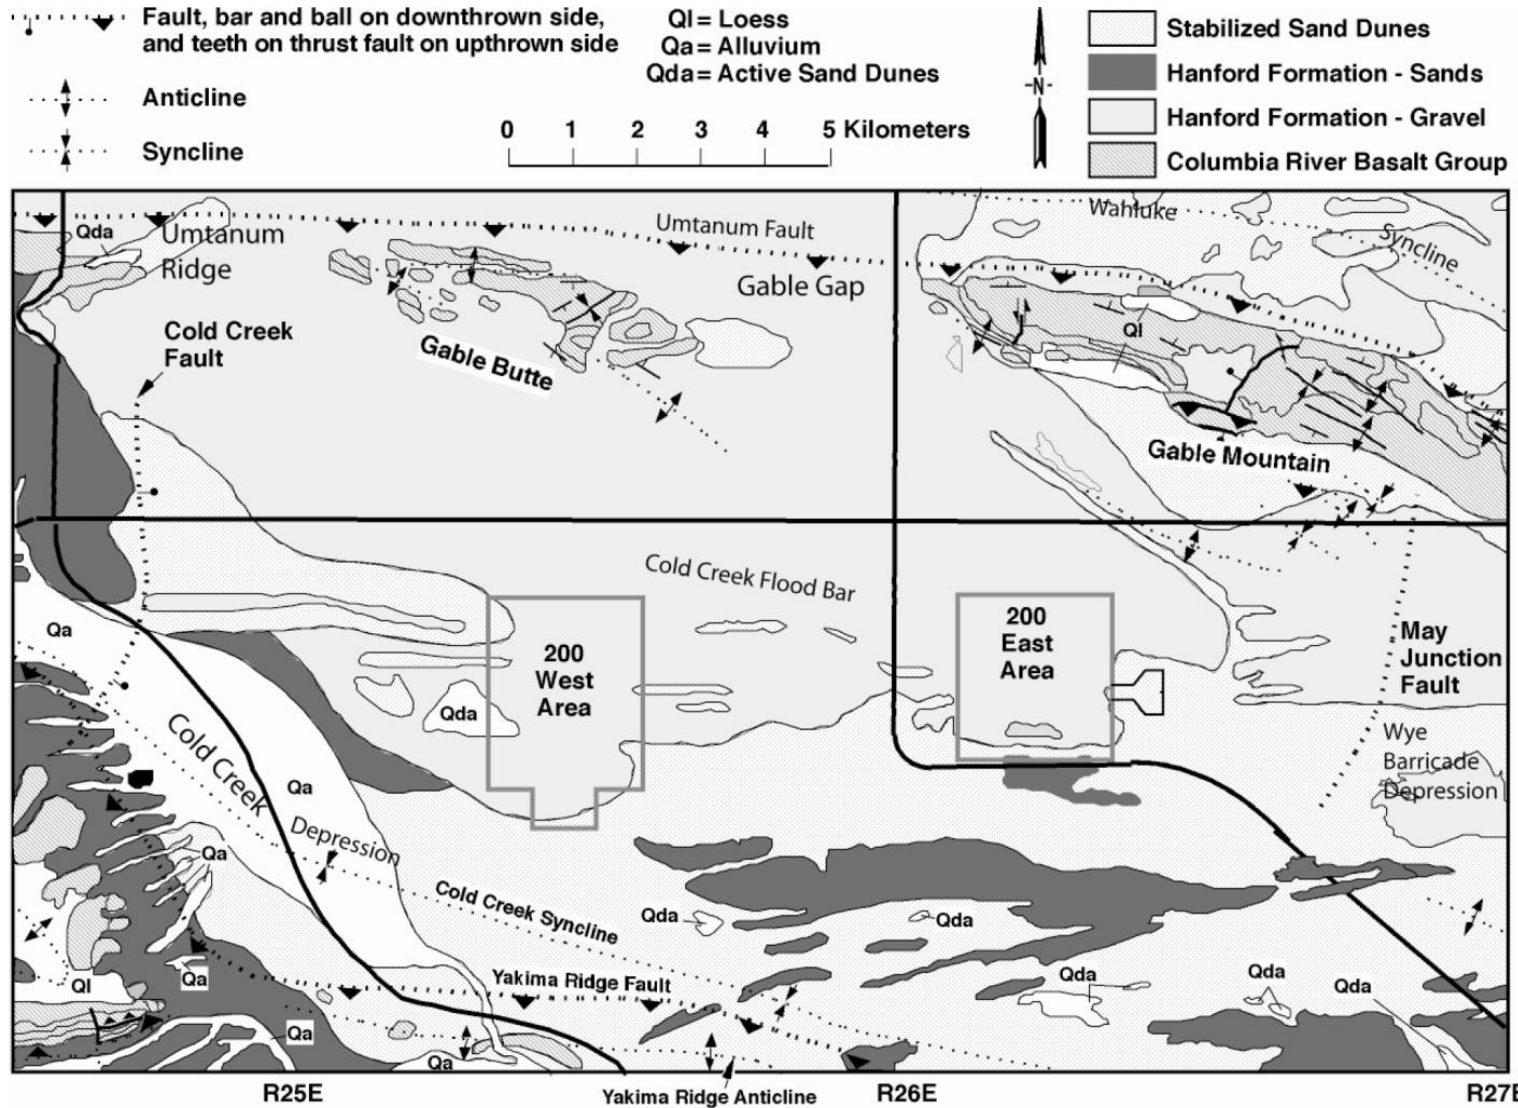 Fault, bar and ball on downthrown side,
and teeth on thrust fault on upthrown side
Anticline
Syncline
Ql= Loess
Qa= Alluvium
Qda= Active Sand Dunes
0 1 2 3 4 5 Kilometers
N
Stabilized Sand Dunes
Hanford Formation - Sands
Hanford Formation - Gravel
Columbia River Basalt Group
Qda
Umtanum
Ridge
Umtanum Fault
Wahluke
Syncline
Gable Gap
Cold Creek
Fault
Gable Butte
Ql
Gable Mountain
Cold Creek Flood Bar
Qa
200
West
Area
200
East
Area
May
Junction
Fault
Qda
Cold Creek
Wye
Barricade
Depression
Qa
Depression
Qa
Cold Creek Syncline
Qda
Qda
Yakima Ridge Fault
Qa
Ql
Qda
Qda
Qda
Qa
Qa
R25E
Yakima Ridge Anticline
R26E
R27E